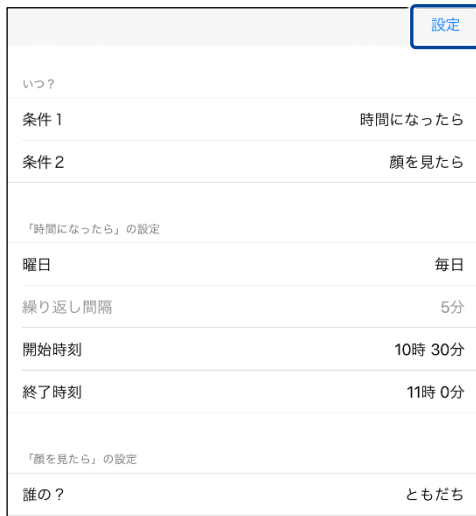 設定
いつ？
条件１ 時間になったら
条件２ 顔を見たら
「時間になったら」の設定
曜日 毎日
繰り返し間隔 5分
開始時刻 10時 30分
終了時刻 11時 0分
「顔を見たら」の設定
誰の？ ともだち